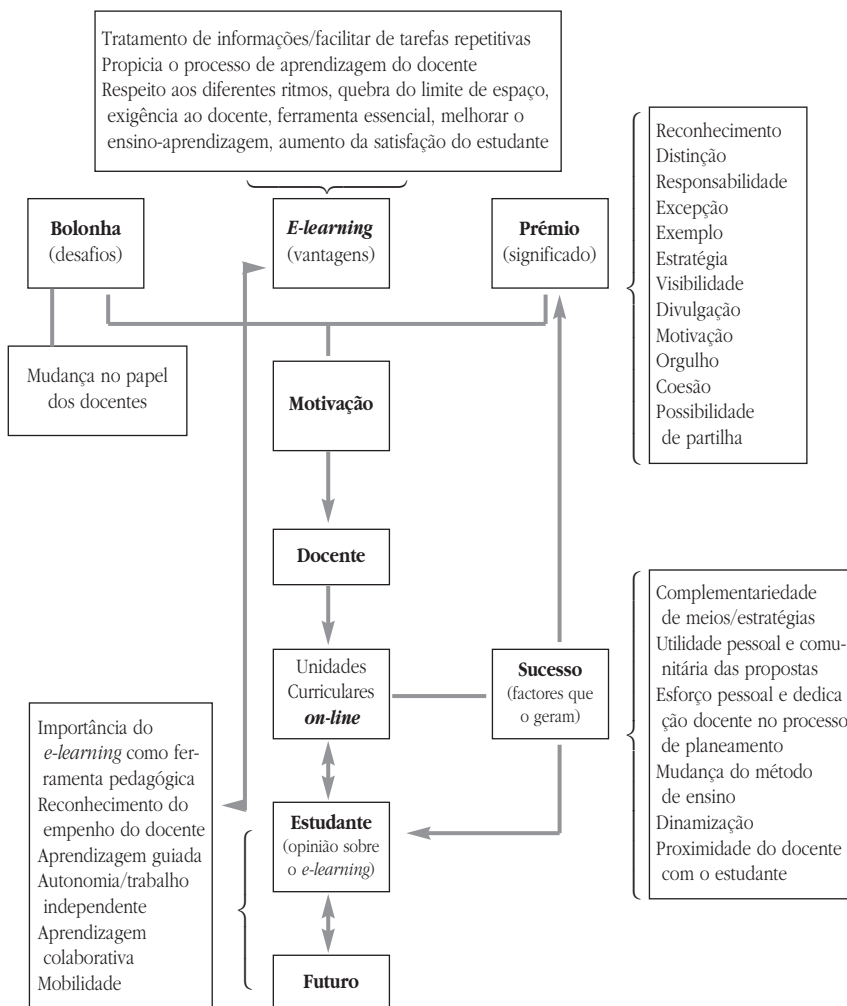 Tratamento de informações/facilitar de tarefas repetitivas
Propicia o processo de aprendizagem do docente
Respeito aos diferentes ritmos, quebra do limite de espaço,
exigência ao docente, ferramenta essencial, melhorar o
ensino-aprendizagem, aumento da satisfação do estudante
Bolonha
(desafios)
E-learning
(vantagens)
Prémio
(significado)
Reconhecimento
Distinção
Responsabilidade
Excepção
Exemplo
Estratégia
Visibilidade
Divulgação
Motivação
Orgulho
Coesão
Possibilidade
de partilha
Mudança no papel
dos docentes
Motivação
Docente
Unidades
Curriculares
on-line
Sucesso
(factores que
o geram)
Complementariedade
de meios/estratégias
Utilidade pessoal e comu-
nitária das propostas
Esforço pessoal e dedica
ção docente no processo
de planeamento
Mudança do método
de ensino
Dinamização
Proximidade do docente
com o estudante
Importância do
e-learning como fer-
ramenta pedagógica
Reconhecimento do
empenho do docente
Aprendizagem guiada
Autonomia/trabalho
independente
Aprendizagem
colaborativa
Mobilidade
Estudante
(opinião sobre
o e-learning)
Futuro